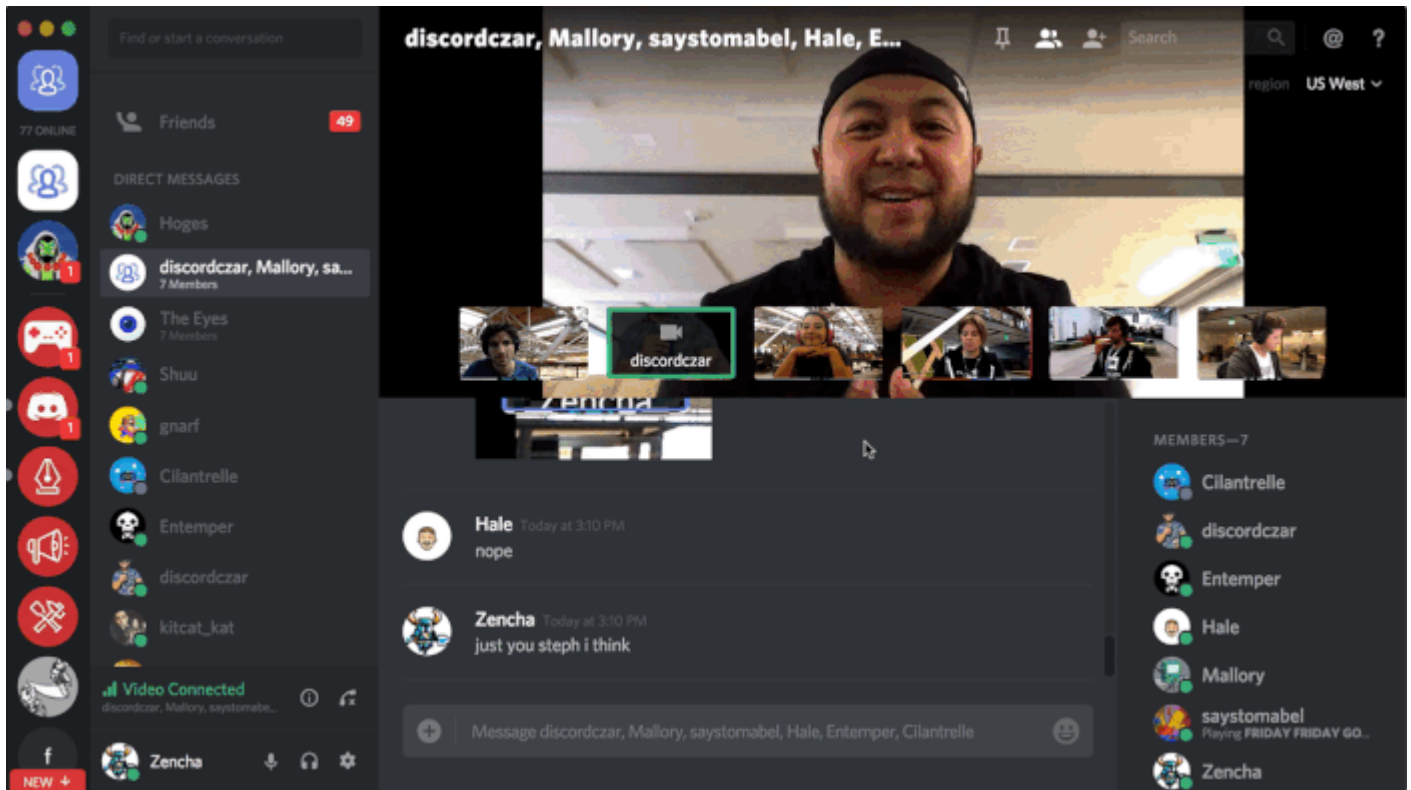 discordczar, Mallory, saystomabel, Hale, E...
Find or start a conversation
Search
@
?
region
US West
77 ONLINE
Friends
49
DIRECT MESSAGES
Hoges
discordczar, Mallory, sa...
7 Members
The Eyes
7 Members
Shuu
gnarf
Cilantrelle
Entemper
discordczar
kitcat_kat
1
1
1
f
NEW
Video Connected
discordczar, Mallory, saystomabe...
Zencha
discordczar
Zencha
Hale Today at 3:10 PM
nope
Zencha Today at 3:10 PM
just you steph i think
Message discordczar, Mallory, saystomabel, Hale, Entemper, Cilantrelle
MEMBERS—7
Cilantrelle
discordczar
Entemper
Hale
Mallory
saystomabel
Playing FRIDAY FRIDAY GO...
Zencha